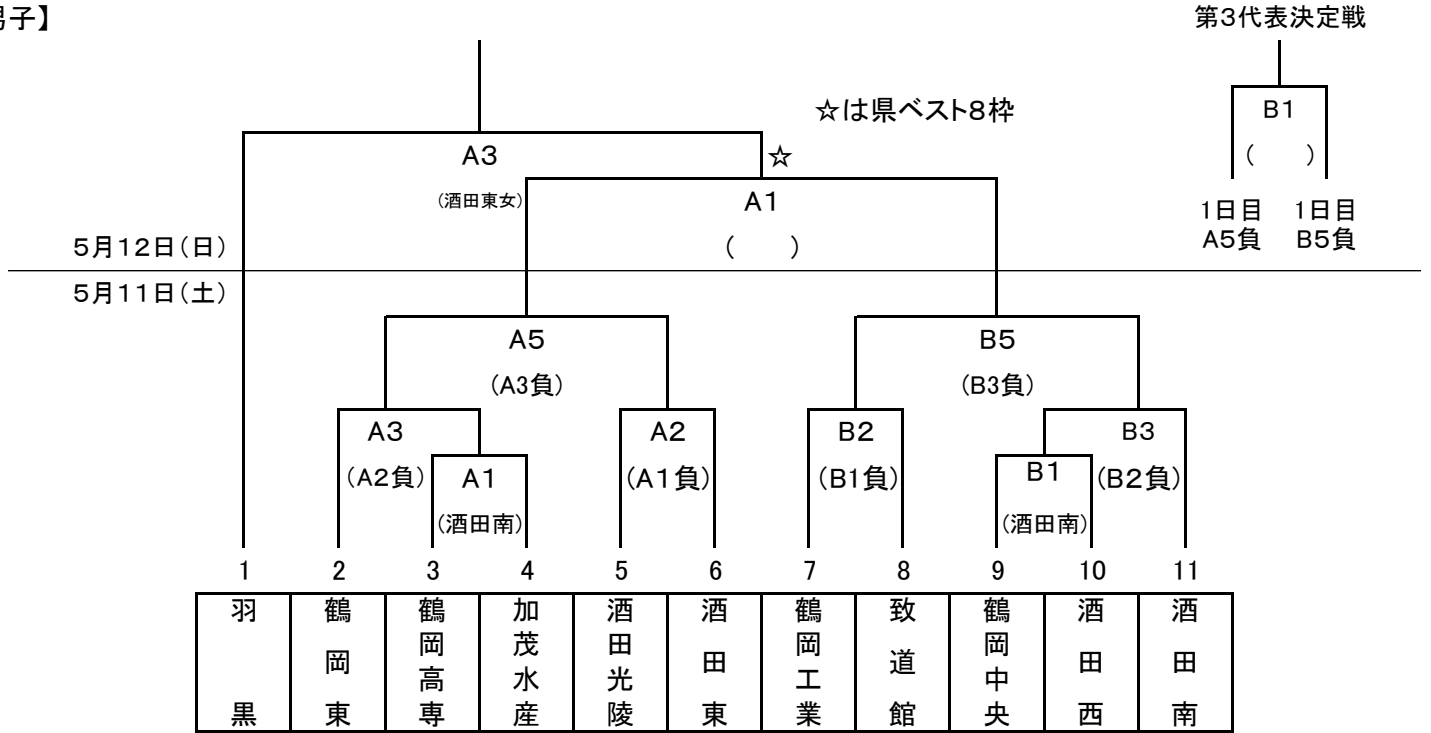 男子】
第3代表決定戦
☆は県ベスト8枠
B1
(　　)
A3
☆
(酒田東女)
A1
(　　)
1日目 1日目
A5負 B5負
5月12日(日)
5月11日(土)
A5
B5
(A3負)
(B3負)
A3
A2
B2
B3
(A2負)
A1
(A1負)
(B1負)
B1
(B2負)
(酒田南)
(酒田南)
1 2 3 4 5 6 7 8 9 10 11
羽黒
鶴岡東
鶴岡高専
加茂水産
酒田光陵
酒田東
鶴岡工業
致道館
鶴岡中央
酒田西
酒田南